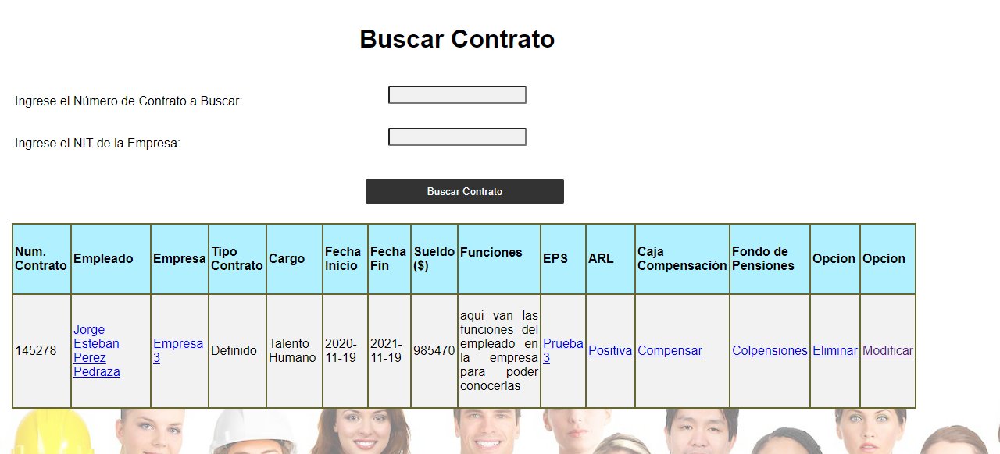 Buscar Contrato
Ingrese el Número de Contrato a Buscar:
Ingrese el NIT de la Empresa:
Buscar Contrato
Num. Contrato Empleado Empresa Tipo Contrato Cargo Fecha Inicio Fecha Fin Sueldo ($) Funciones EPS ARL Caja Compensación Fondo de Pensiones Opcion Opcion
145278 Jorge Esteban Perez Pedraza Empresa 3 Definido Talento Humano 2020-11-19 2021-11-19 985470 aqui van las funciones del empleado en la empresa para poder conocerlas Prueba 3 Positiva Compensar Colpensiones Eliminar Modificar